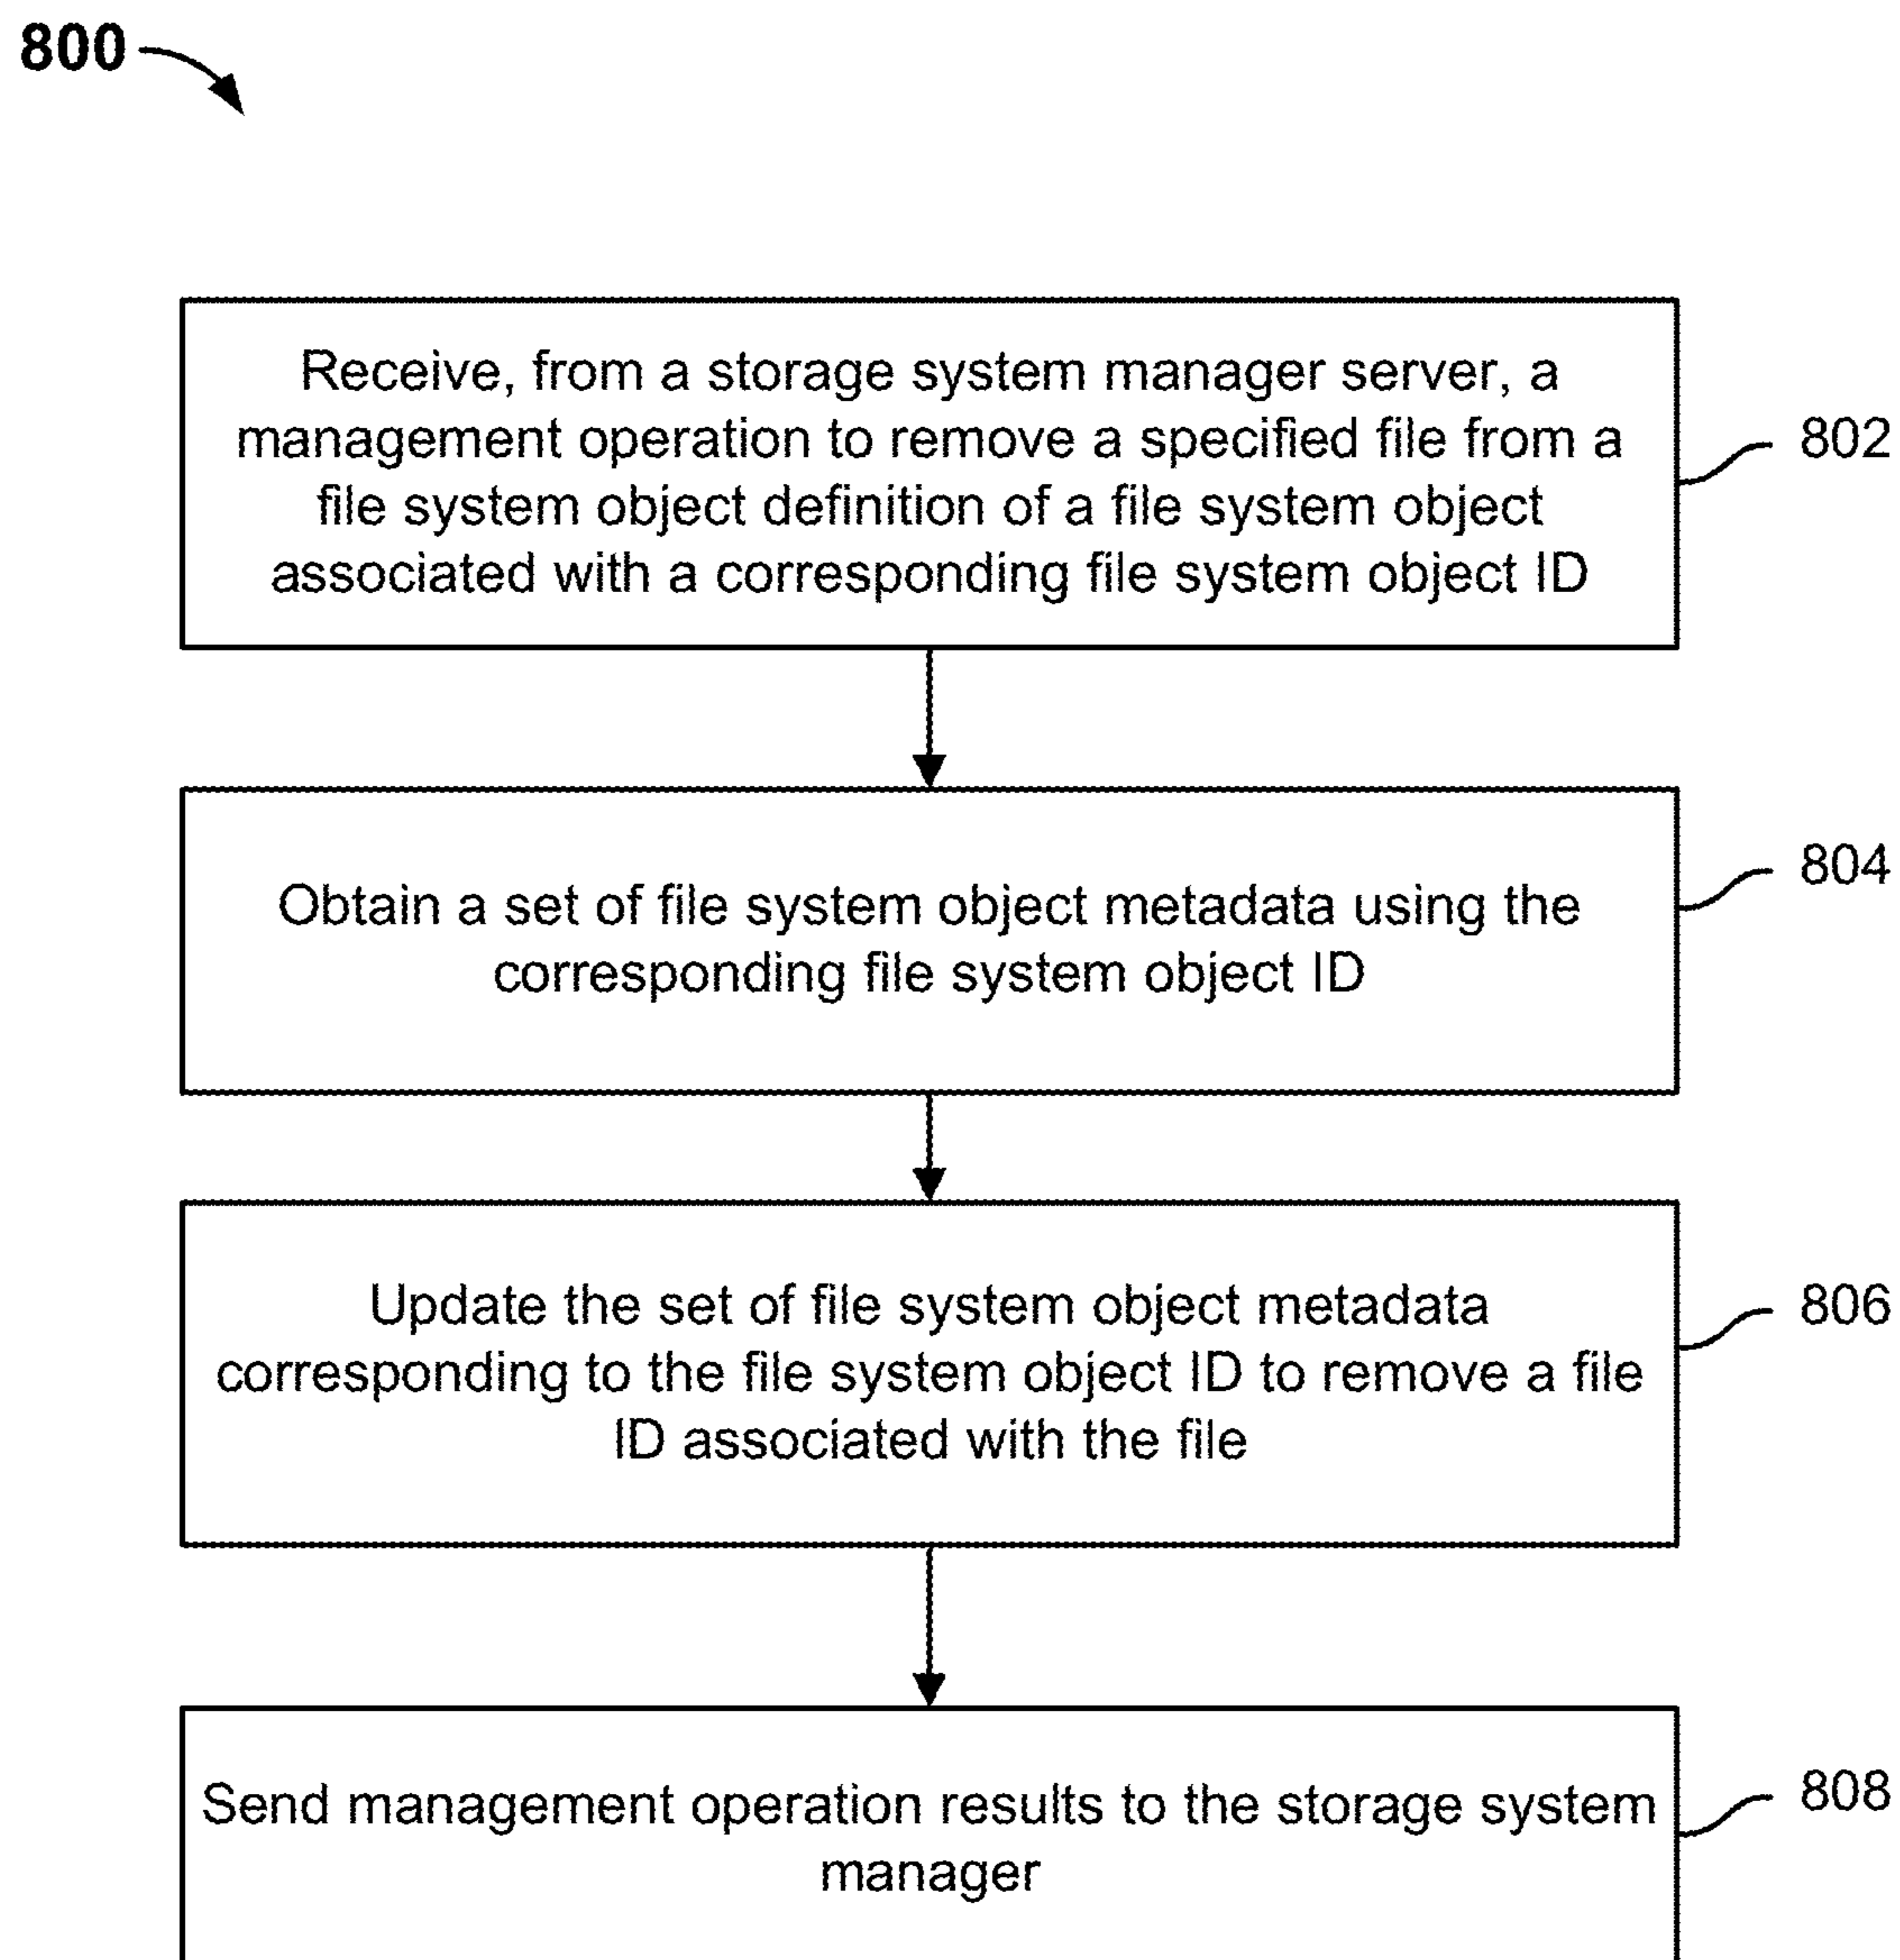 800
Receive, from a storage system manager server, a
management operation to remove a specified file from a
file system object definition of a file system object
associated with a corresponding file system object ID
802
Obtain a set of file system object metadata using the
corresponding file system object ID
804
Update the set of file system object metadata
corresponding to the file system object ID to remove a file
ID associated with the file
806
Send management operation results to the storage system
manager
808